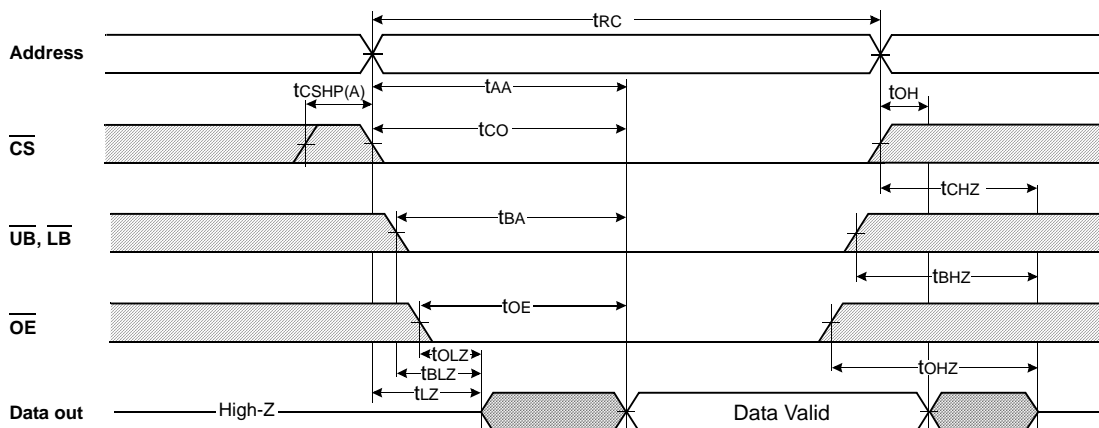 tRC
Address
tCSHP(A)
tAA
tOH
tCO
CS
tCHZ
tBA
UB, LB
tBHZ
tOE
OE
tOLZ
tBLZ
tOHZ
tLZ
Data out
High-Z
Data Valid